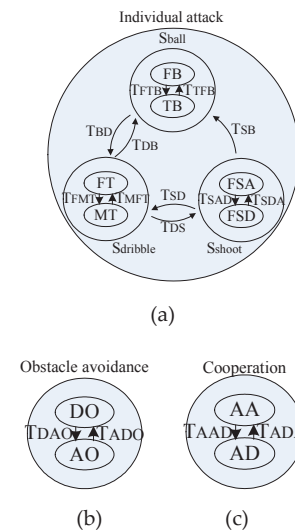 Individual attack
Sball
FB
TFTB TTFB
TB
TBD
TDB
TSB
FT
TFMT TMFT
MT
Sdribble
TSD
TDS
FSA
TSAD TSDA
FSD
Sshoot
(a)
Obstacle avoidance
DO
TDAO TADO
AO
(b)
Cooperation
AA
TAAD
AD
(c)